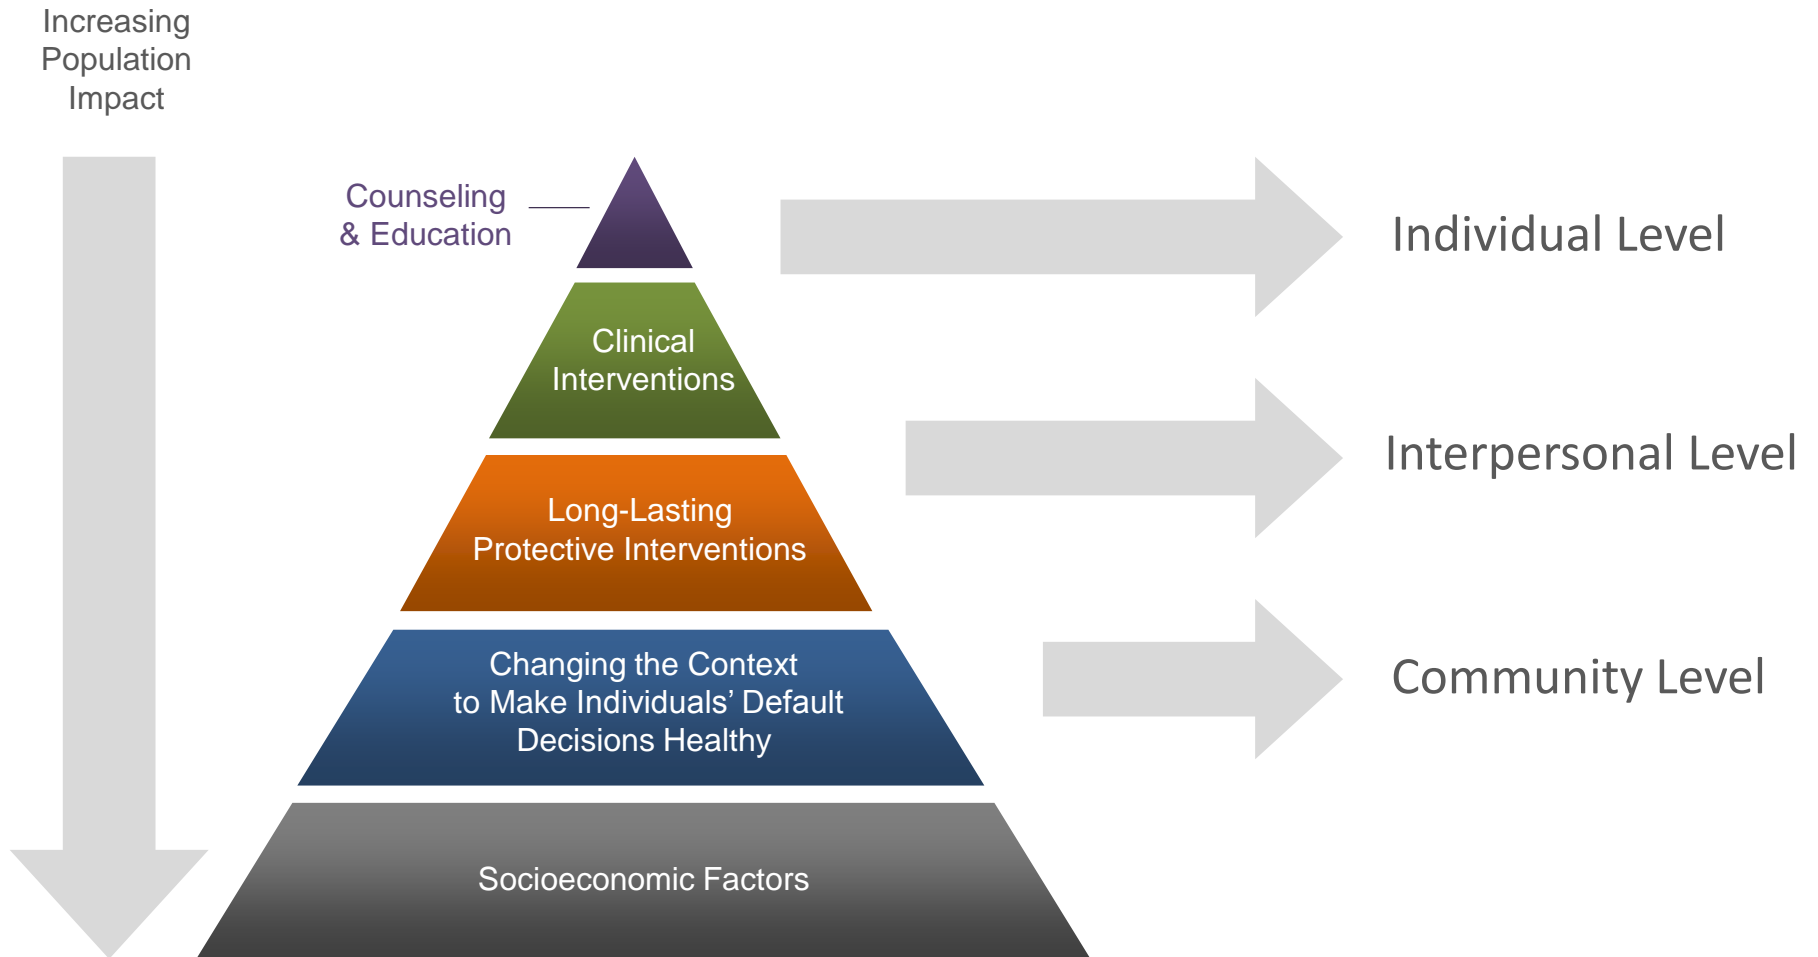 Increasing
Population
Impact
Counseling
& Education
Individual Level
Clinical
Interventions
Interpersonal Level
Long-Lasting
Protective Interventions
Changing the Context
to Make Individuals’ Default
Decisions Healthy
Community Level
Socioeconomic Factors